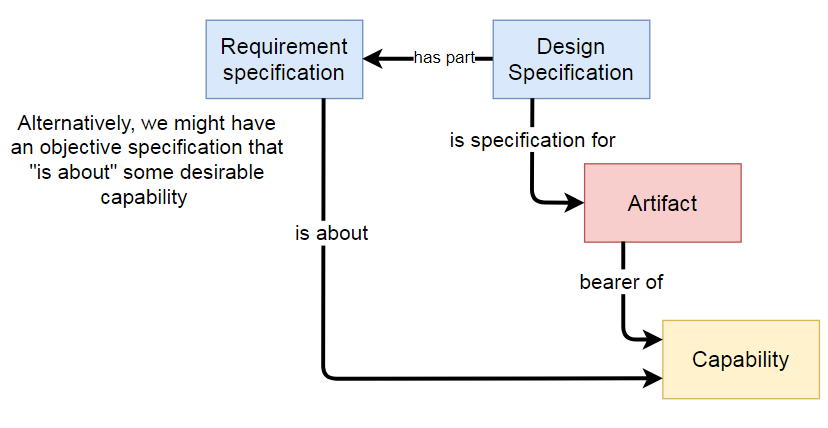 Requirement
specification
has part
Design
Specification
Alternatively, we might have
an objective specification that
"is about" some desirable
capability
is specification for
Artifact
is about
bearer of
Capability